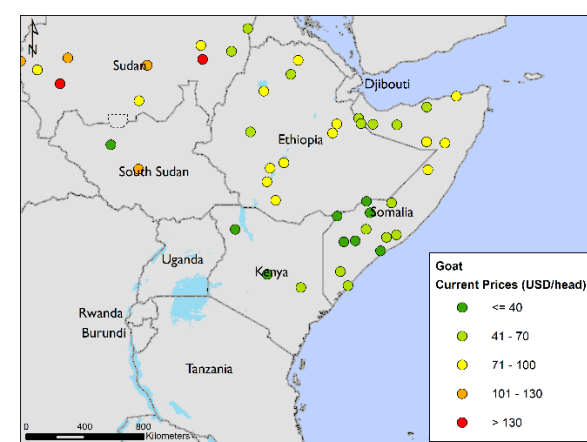 N
Sudan
Djibouti
Ethiopia
South Sudan
Somalia
Uganda
Kenya
Rwanda
Burundi
Tanzania
Goat
Current Prices (USD/head)
<= 40
41 - 70
71 - 100
101 - 130
> 130
0 400 800
Kilometers